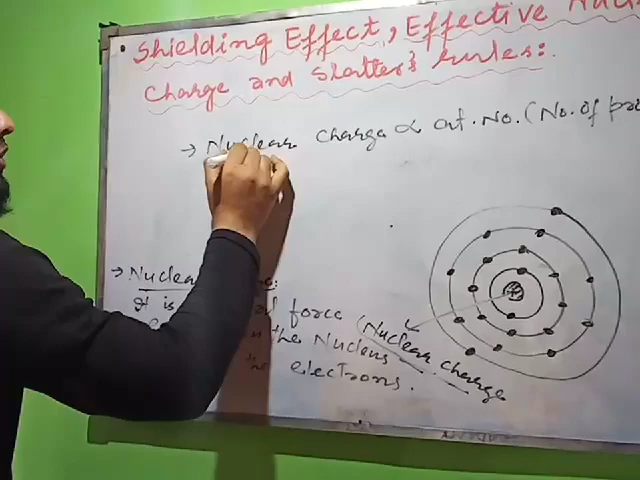 • Shielding Effect, Effective
Charge and Slatter's rules:
→ Nuclear Charge ∝ at. No. (No. of
→
It is force
the Nucleus
electrons.
(Nuclear charge